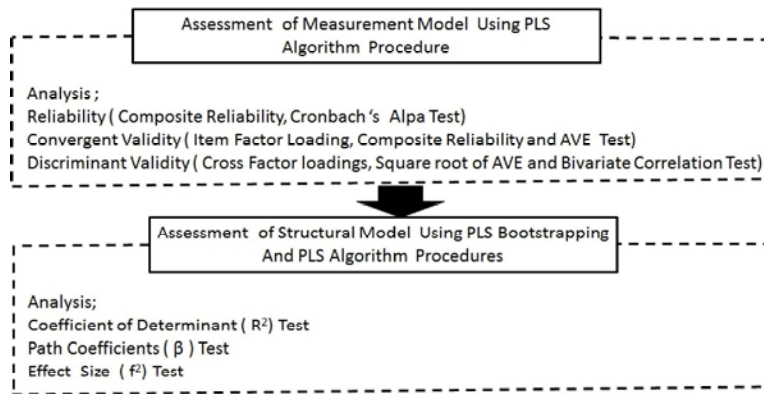 Assessment of Measurement Model Using PLS
Algorithm Procedure
Analysis ;
Reliability ( Composite Reliability, Cronbach ‘s Alpa Test)
Convergent Validity ( Item Factor Loading, Composite Reliability and AVE Test)
Discriminant Validity ( Cross Factor loadings, Square root of AVE and Bivariate Correlation Test)
Assessment of Structural Model Using PLS Bootstrapping
And PLS Algorithm Procedures
Analysis;
Coefficient of Determinant ( R²) Test
Path Coefficients ( β ) Test
Effect Size ( f²) Test